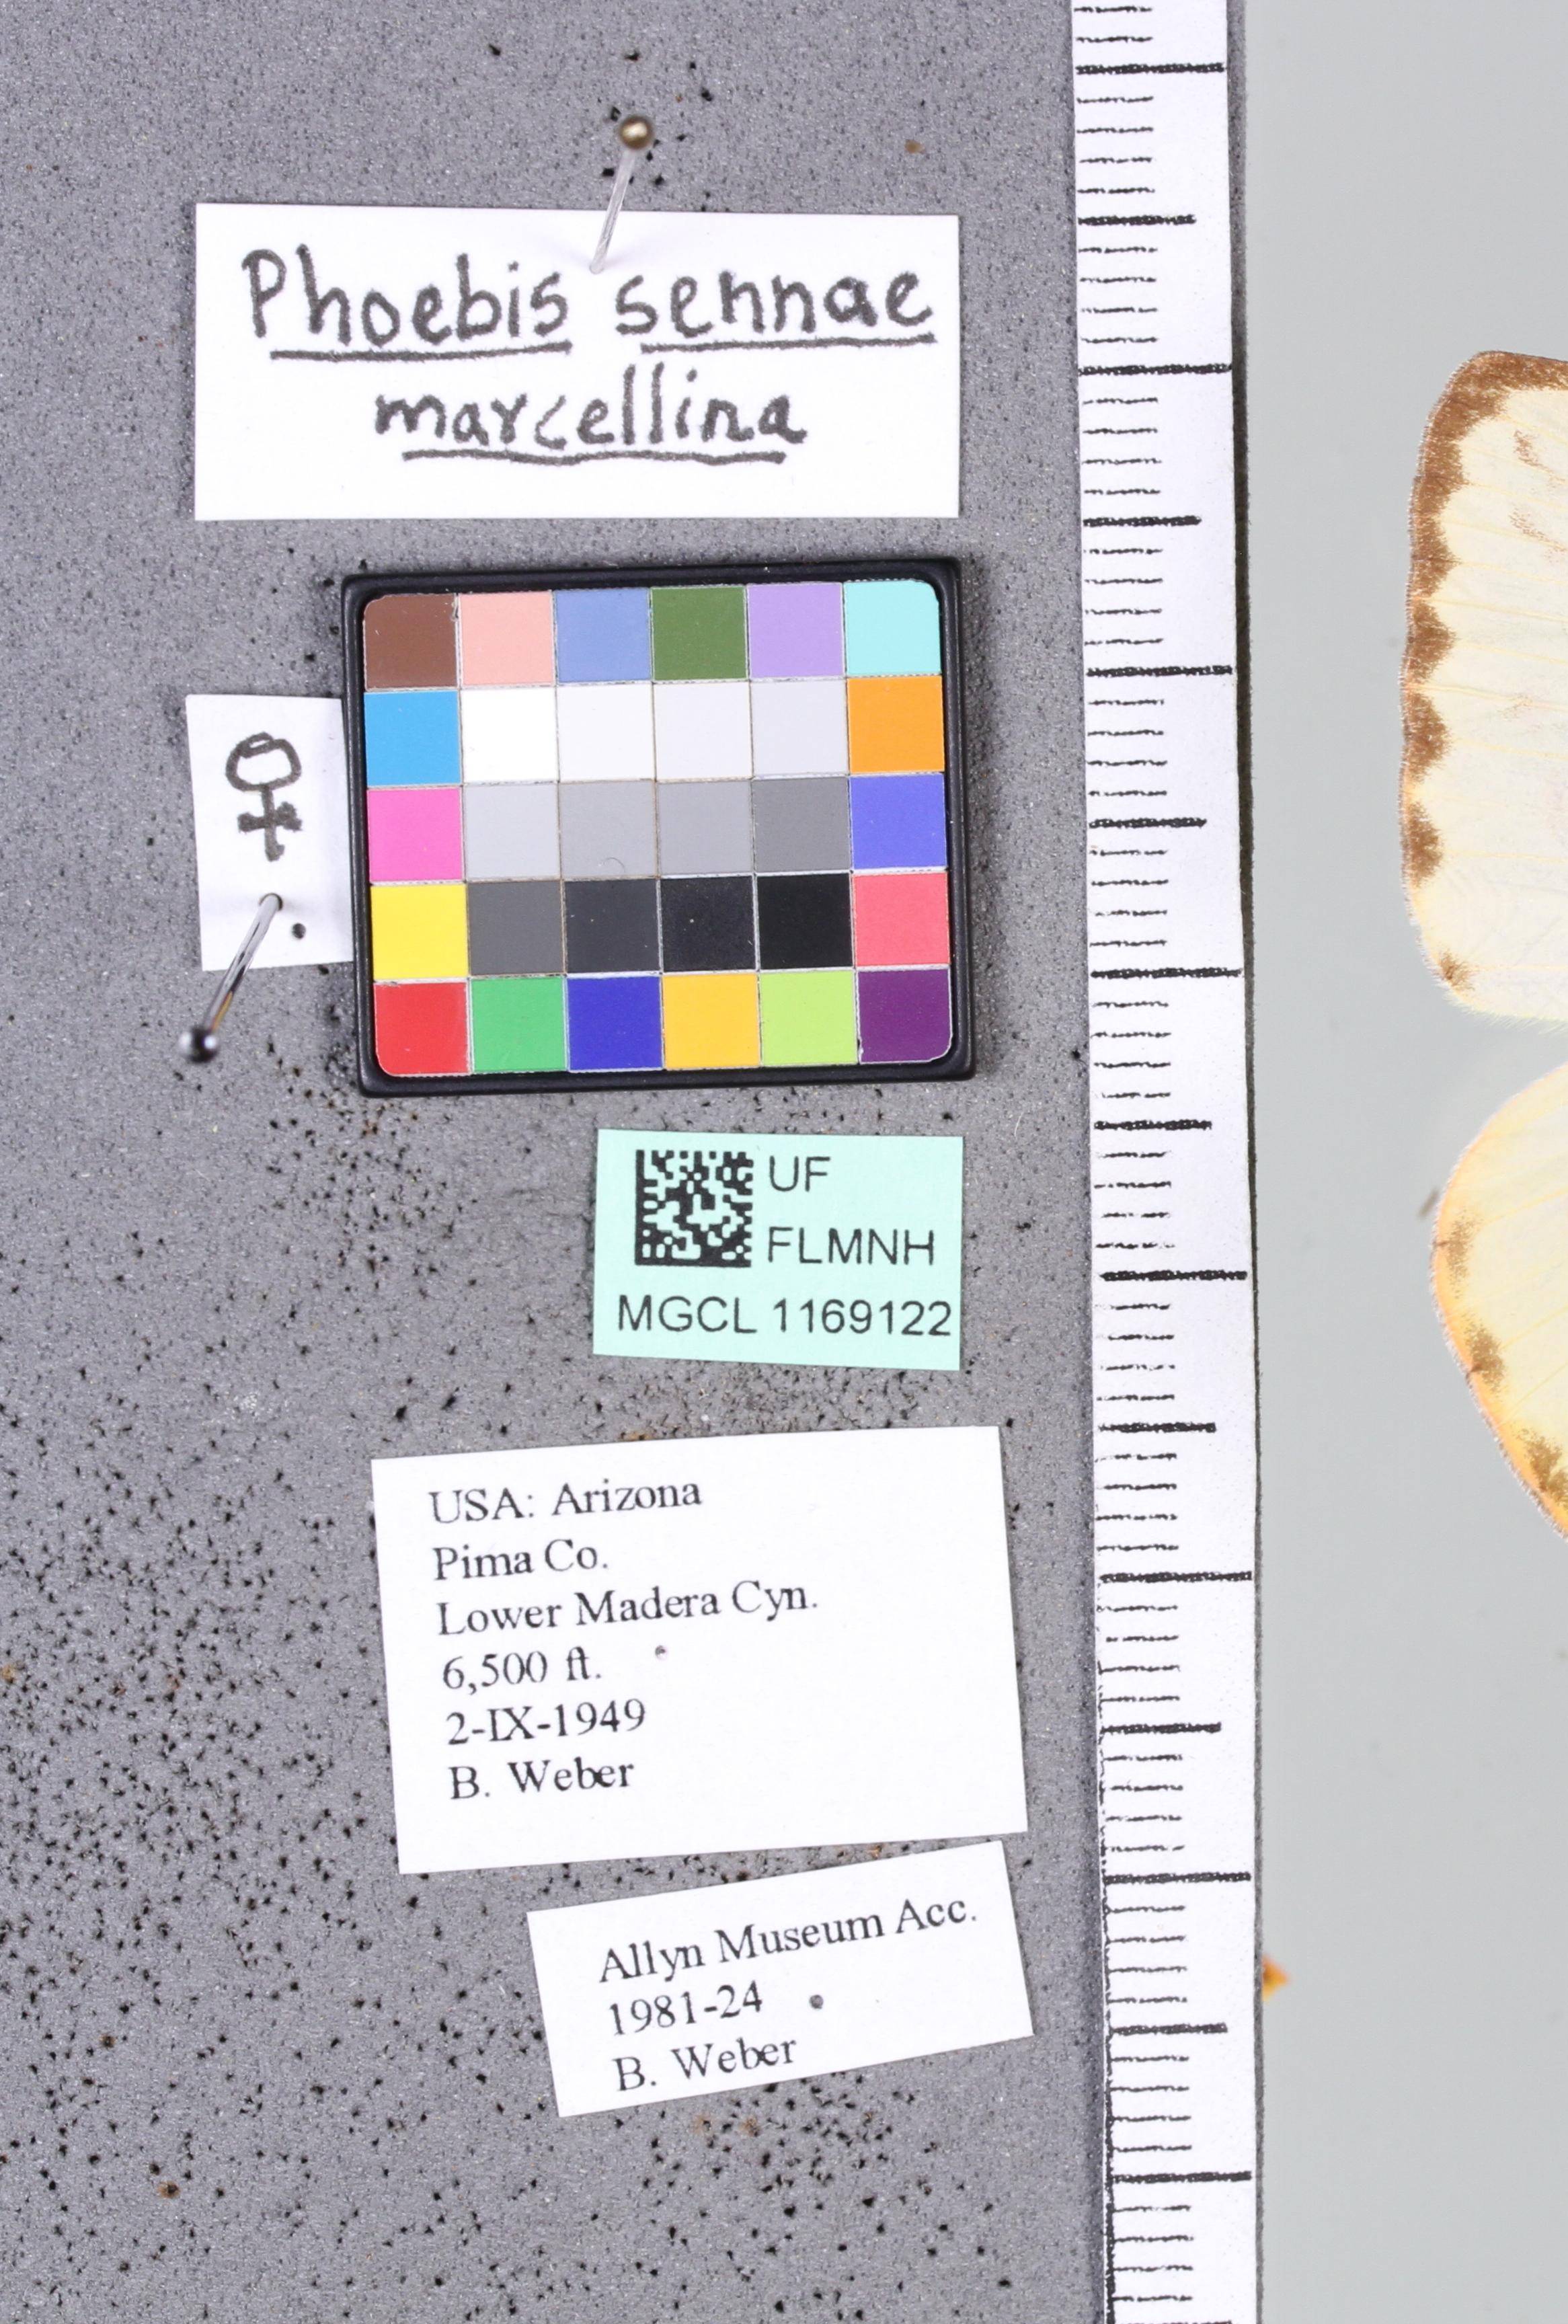 Phoebis sennae
marcellina
♀
UF
FLMNH
MGCL 1169122
USA: Arizona
Pima Co.
Lower Madera Cyn.
6,500 ft.
2-IX-1949
B. Weber
Allyn Museum Acc.
1981-24
B. Weber